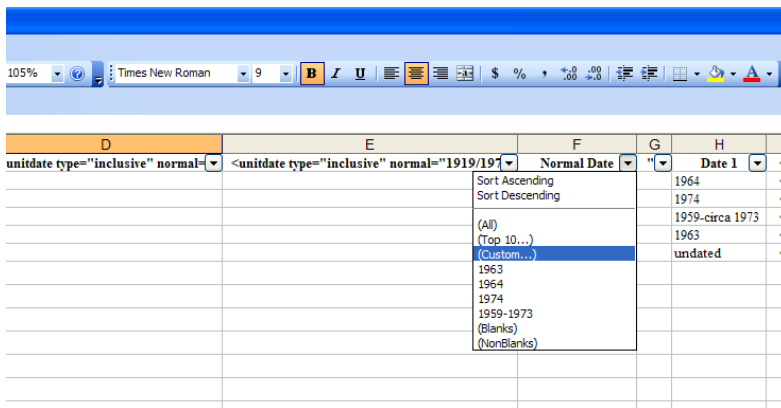 105% Times New Roman 9 B I U $ % ,
D E F G H
unitdate type="inclusive" normal= <unitdate type="inclusive" normal="1919/197 Normal Date " Date 1
Sort Ascending 1964
Sort Descending 1974
1959-circa 1973
(All) 1963
(Top 10...)
(Custom...) undated
1963
1964
1974
1959-1973
(Blanks)
(NonBlanks)